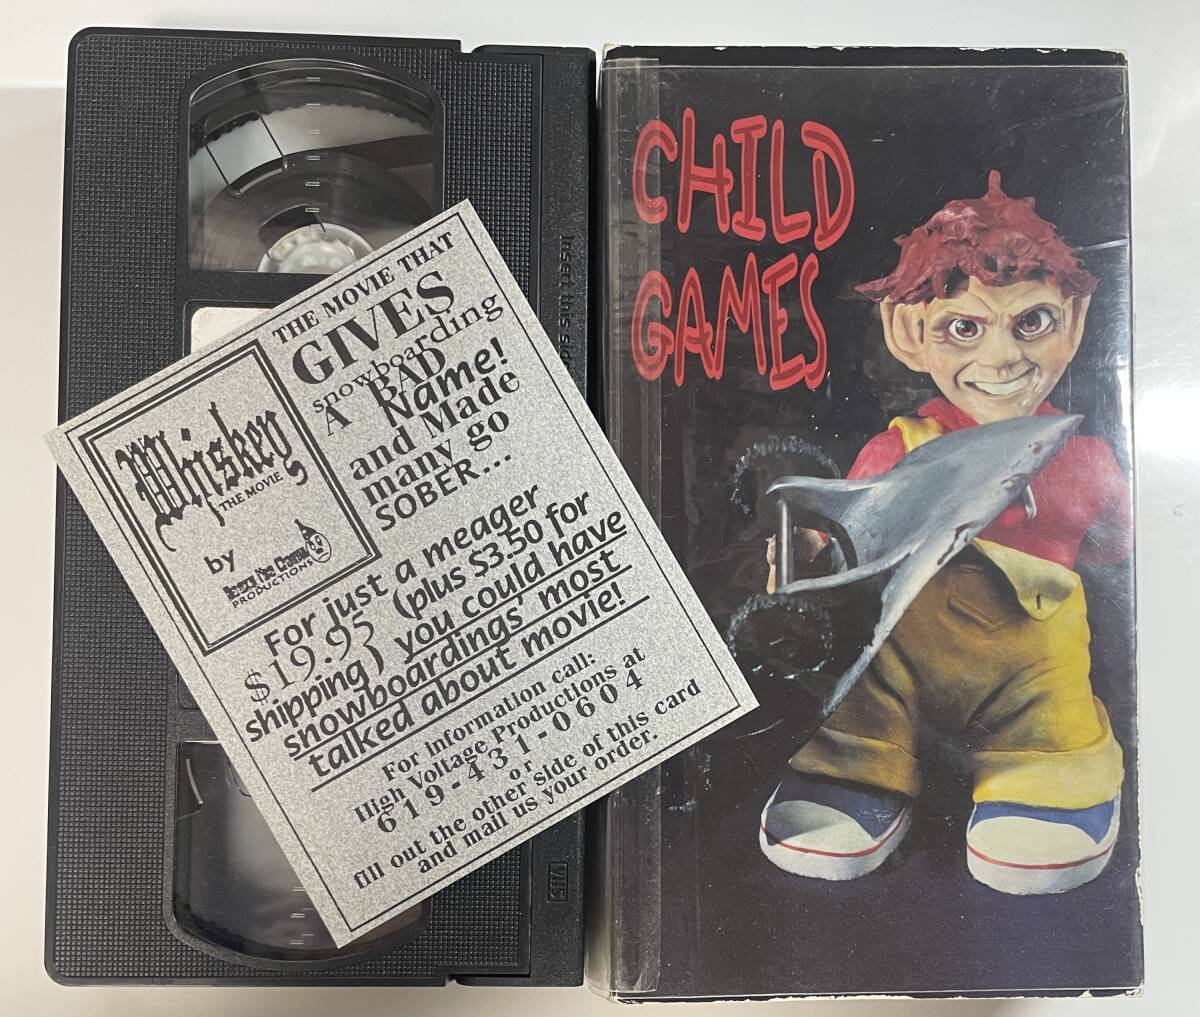 THE MOVIE THAT
GIVES
snowboarding
A BAD
Name!
and Made
many go
SOBER...
Whiskey
THE MOVIE
by
PRODUCTIONS
For just a meager
$19.95 (plus $3.50 for
shipping) you could have
snowboardings' most
talked about movie!
For information call:
High Voltage Productions at
619-431-0604
or
fill out the other side of this card
and mail us your order.
Insert this side
VHS
CHILD
GAMES